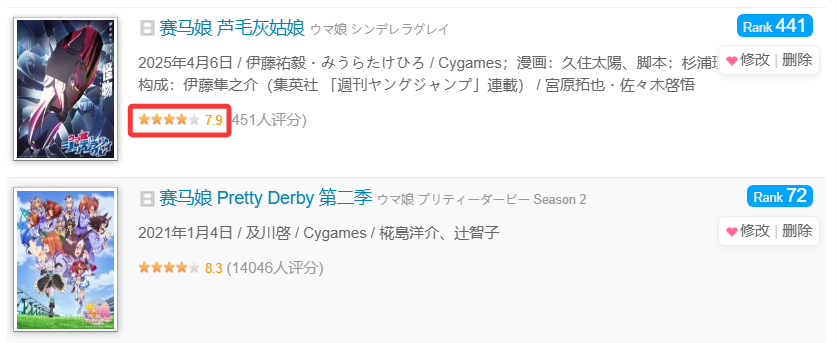 赛马娘 芦毛灰姑娘 ウマ娘 シンデレラグレイ
Rank 441
2025年4月6日 / 伊藤祐毅・みうらたけひろ / Cygames；漫画：久住太陽、脚本：杉浦
修改 | 删除
构成：伊藤隼之介（集英社 「週刊ヤングジャンプ」連載） / 宮原拓也・佐々木啓悟
7.9 (451人评分)
怪物
赛马娘 Pretty Derby 第二季 ウマ娘 プリティーダービー Season 2
Rank 72
2021年1月4日 / 及川啓 / Cygames / 椛島洋介、辻智子
修改 | 删除
8.3 (14046人评分)